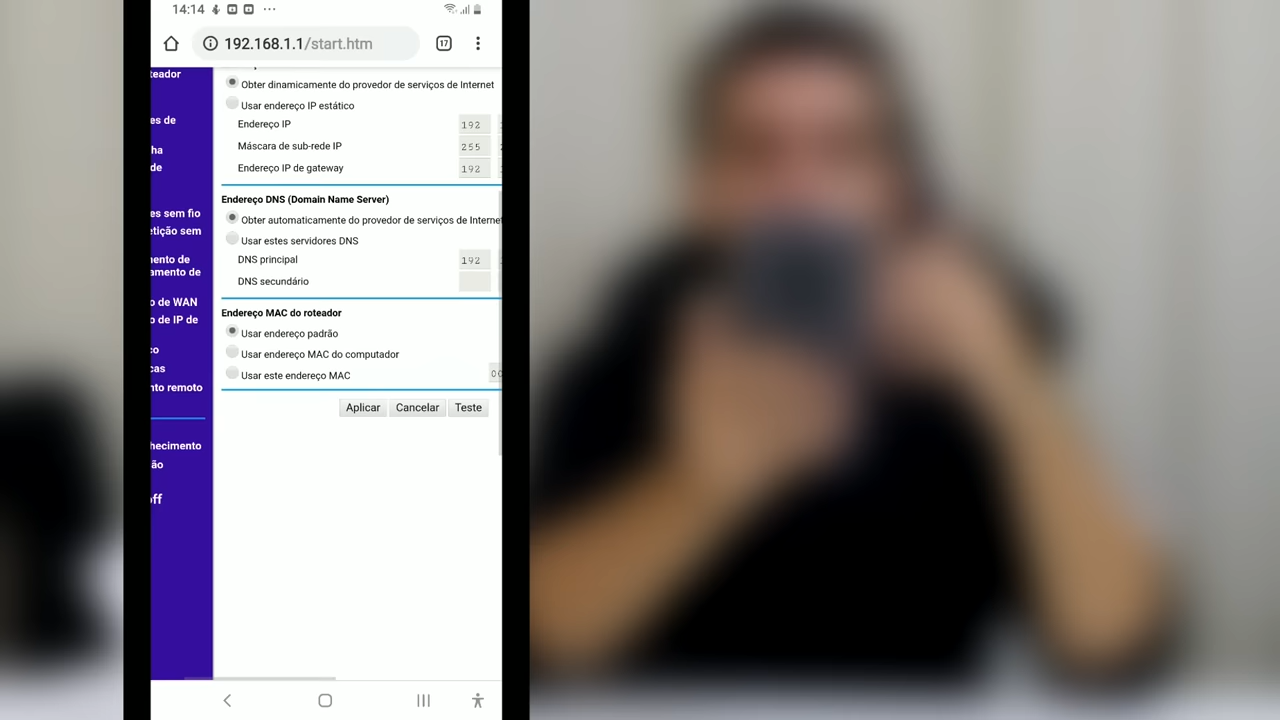 14:14
192.168.1.1/start.htm
17
teador
es de
ha
de
es sem fio
etição sem
ento de
amento de
o de WAN
o de IP de
co
cas
nto remoto
hecimento
ão
off
Obter dinamicamente do provedor de serviços de Internet
Usar endereço IP estático
Endereço IP 192
Máscara de sub-rede IP 255
Endereço IP de gateway 192
Endereço DNS (Domain Name Server)
Obter automaticamente do provedor de serviços de Internet
Usar estes servidores DNS
DNS principal 192
DNS secundário
Endereço MAC do roteador
Usar endereço padrão
Usar endereço MAC do computador
Usar este endereço MAC 00
Aplicar Cancelar Teste